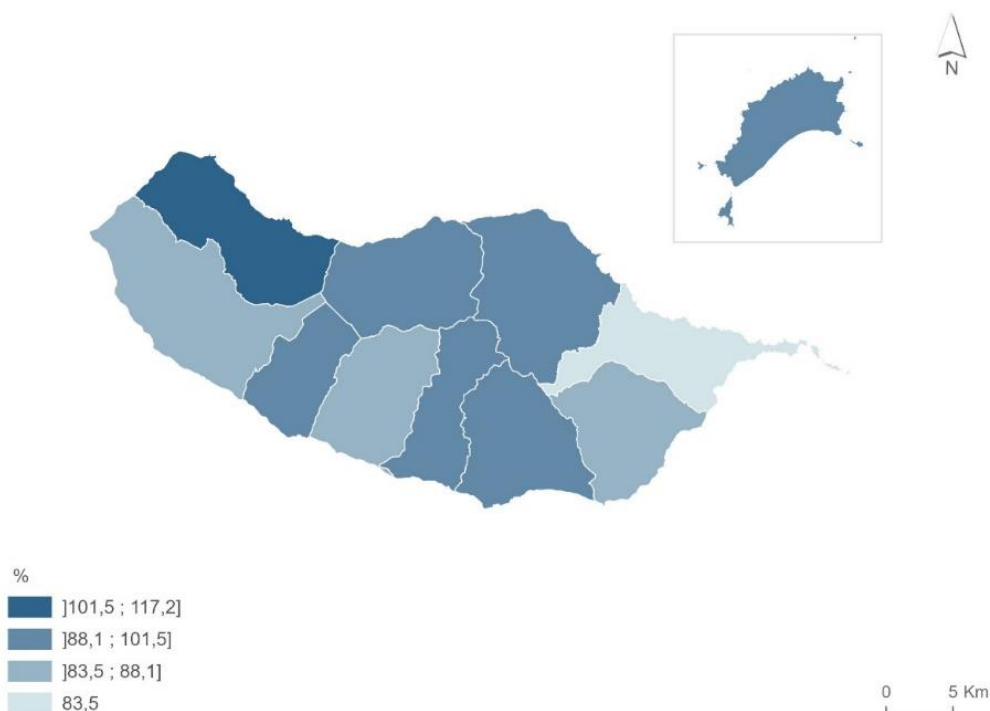 N
%
]101,5 ; 117,2]
]88,1 ; 101,5]
]83,5 ; 88,1]
83,5
0 5 Km